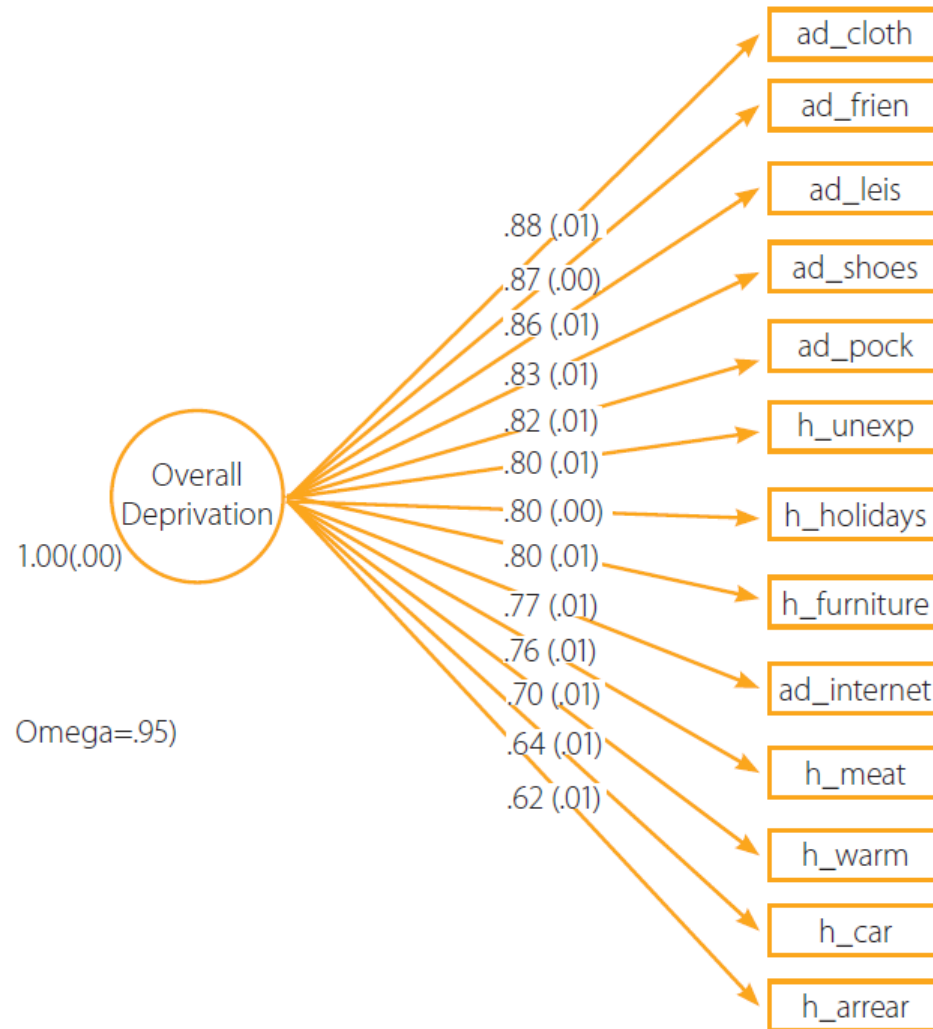 ad_cloth
ad_frien
ad_leis
ad_shoes
ad_pock
h_unexp
h_holidays
h_furniture
ad_internet
h_meat
h_warm
h_car
h_arrear
.88 (.01)
.87 (.00)
.86 (.01)
.83 (.01)
.82 (.01)
.80 (.01)
.80 (.00)
.80 (.01)
.77 (.01)
.76 (.01)
.70 (.01)
.64 (.01)
.62 (.01)
Overall
Deprivation
1.00(.00)
Omega=.95)